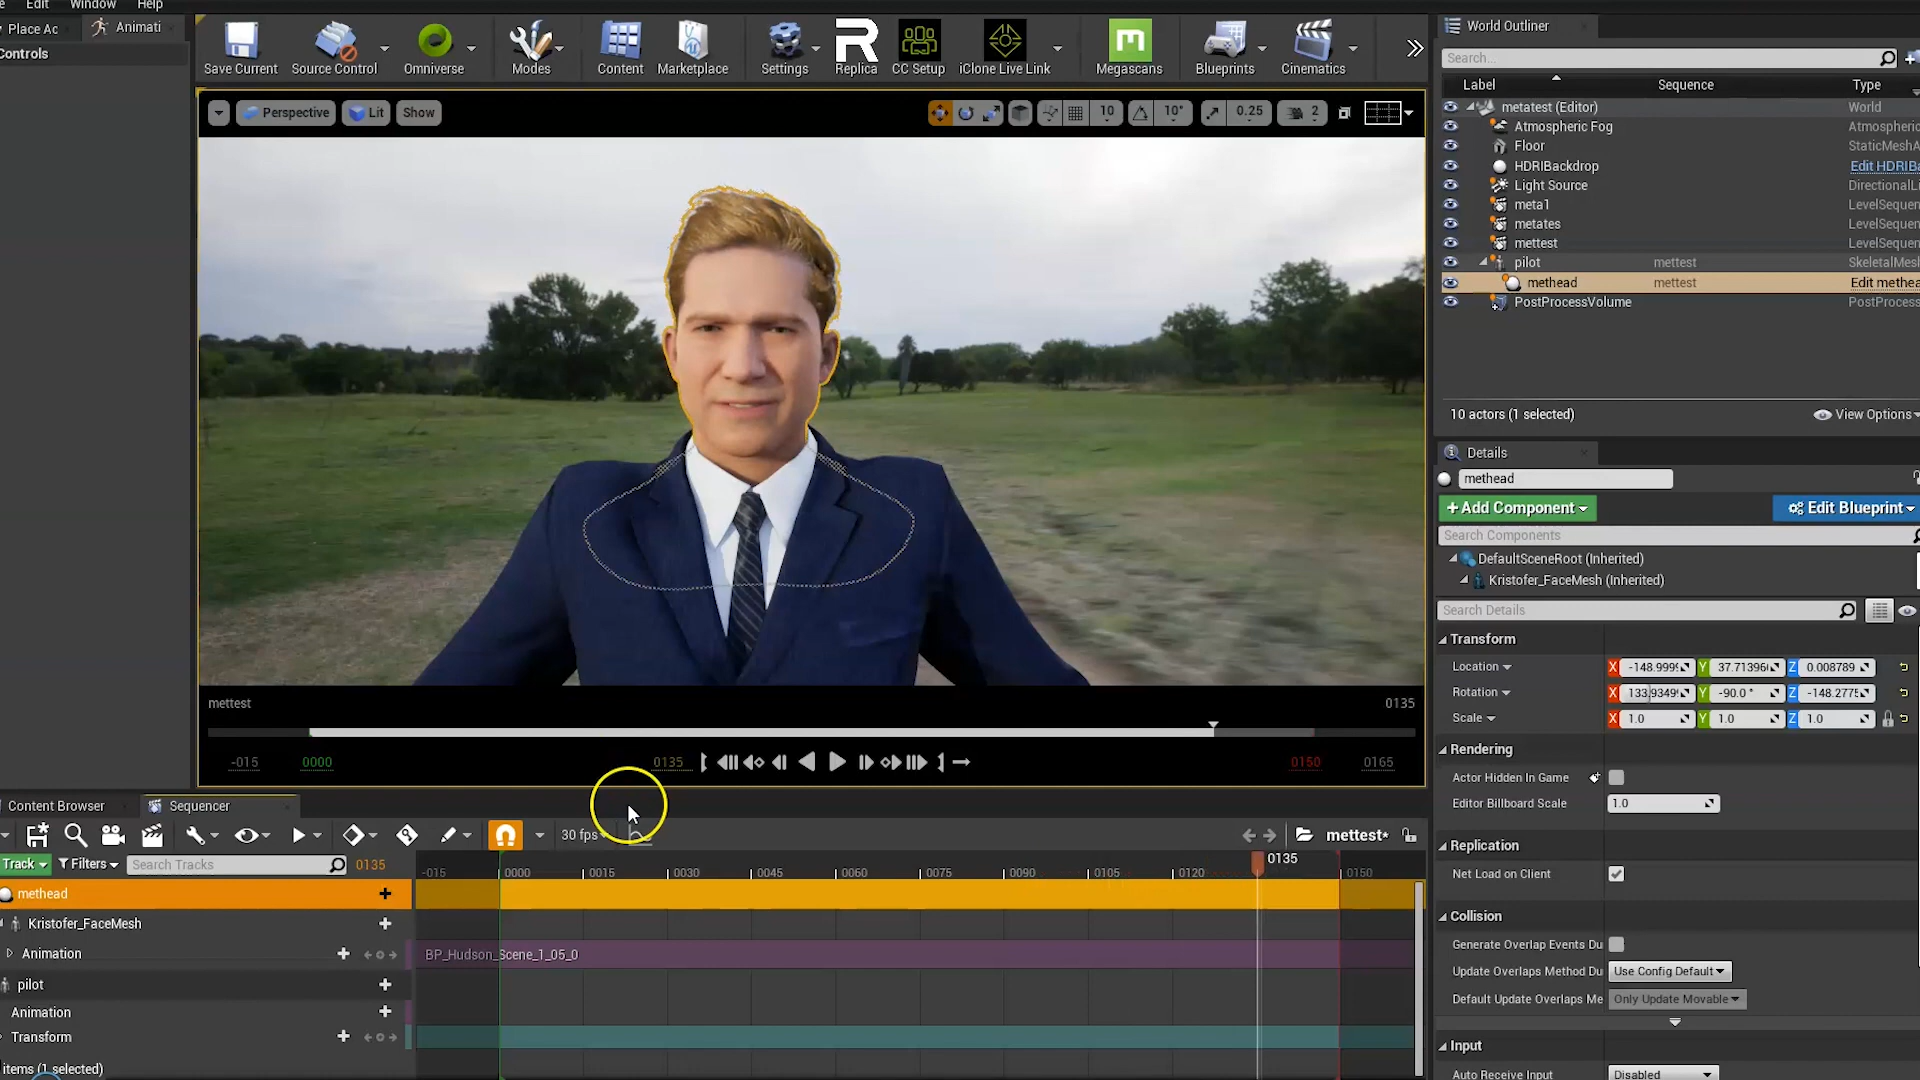 Edit Window Help
Place Ac
Animati
Controls
Save Current
Source Control
Omniverse
Modes
Content
Marketplace
Settings
Replica
CC Setup
iClone Live Link
Megascans
Blueprints
Cinematics
Perspective
Lit
Show
10
10°
0.25
2
mettest
0135
-015
0000
0135
0150
0165
World Outliner
Search...
Label
Sequence
Type
metatest (Editor)
World
Atmospheric Fog
Atmospheric
Floor
StaticMeshA
HDRIBackdrop
Edit HDRIBa
Light Source
DirectionalLi
meta1
LevelSequen
metates
LevelSequen
mettest
LevelSequen
pilot
mettest
SkeletalMesh
methead
mettest
Edit methea
PostProcessVolume
PostProcess
10 actors (1 selected)
View Options
Details
methead
+Add Component
Edit Blueprint
Search Components
DefaultSceneRoot (Inherited)
Kristofer_FaceMesh (Inherited)
Search Details
Transform
Location
X -148.999 Y 37.71396 Z 0.008789
Rotation
X 133.9349 Y -90.0 ° Z -148.277
Scale
X 1.0 Y 1.0 Z 1.0
Rendering
Actor Hidden In Game
Editor Billboard Scale
1.0
Replication
Net Load on Client
Collision
Generate Overlap Events Du
Update Overlaps Method Du
Use Config Default
Default Update Overlaps Me
Only Update Movable
Input
Auto Receive Input
Disabled
Content Browser
Sequencer
30 fps
mettest*
Track
Filters
Search Tracks
0135
-015
0000
0015
0030
0045
0060
0075
0090
0105
0120
0135
0150
methead
Kristofer_FaceMesh
Animation
BP_Hudson_Scene_1_05_0
pilot
Animation
Transform
items (1 selected)